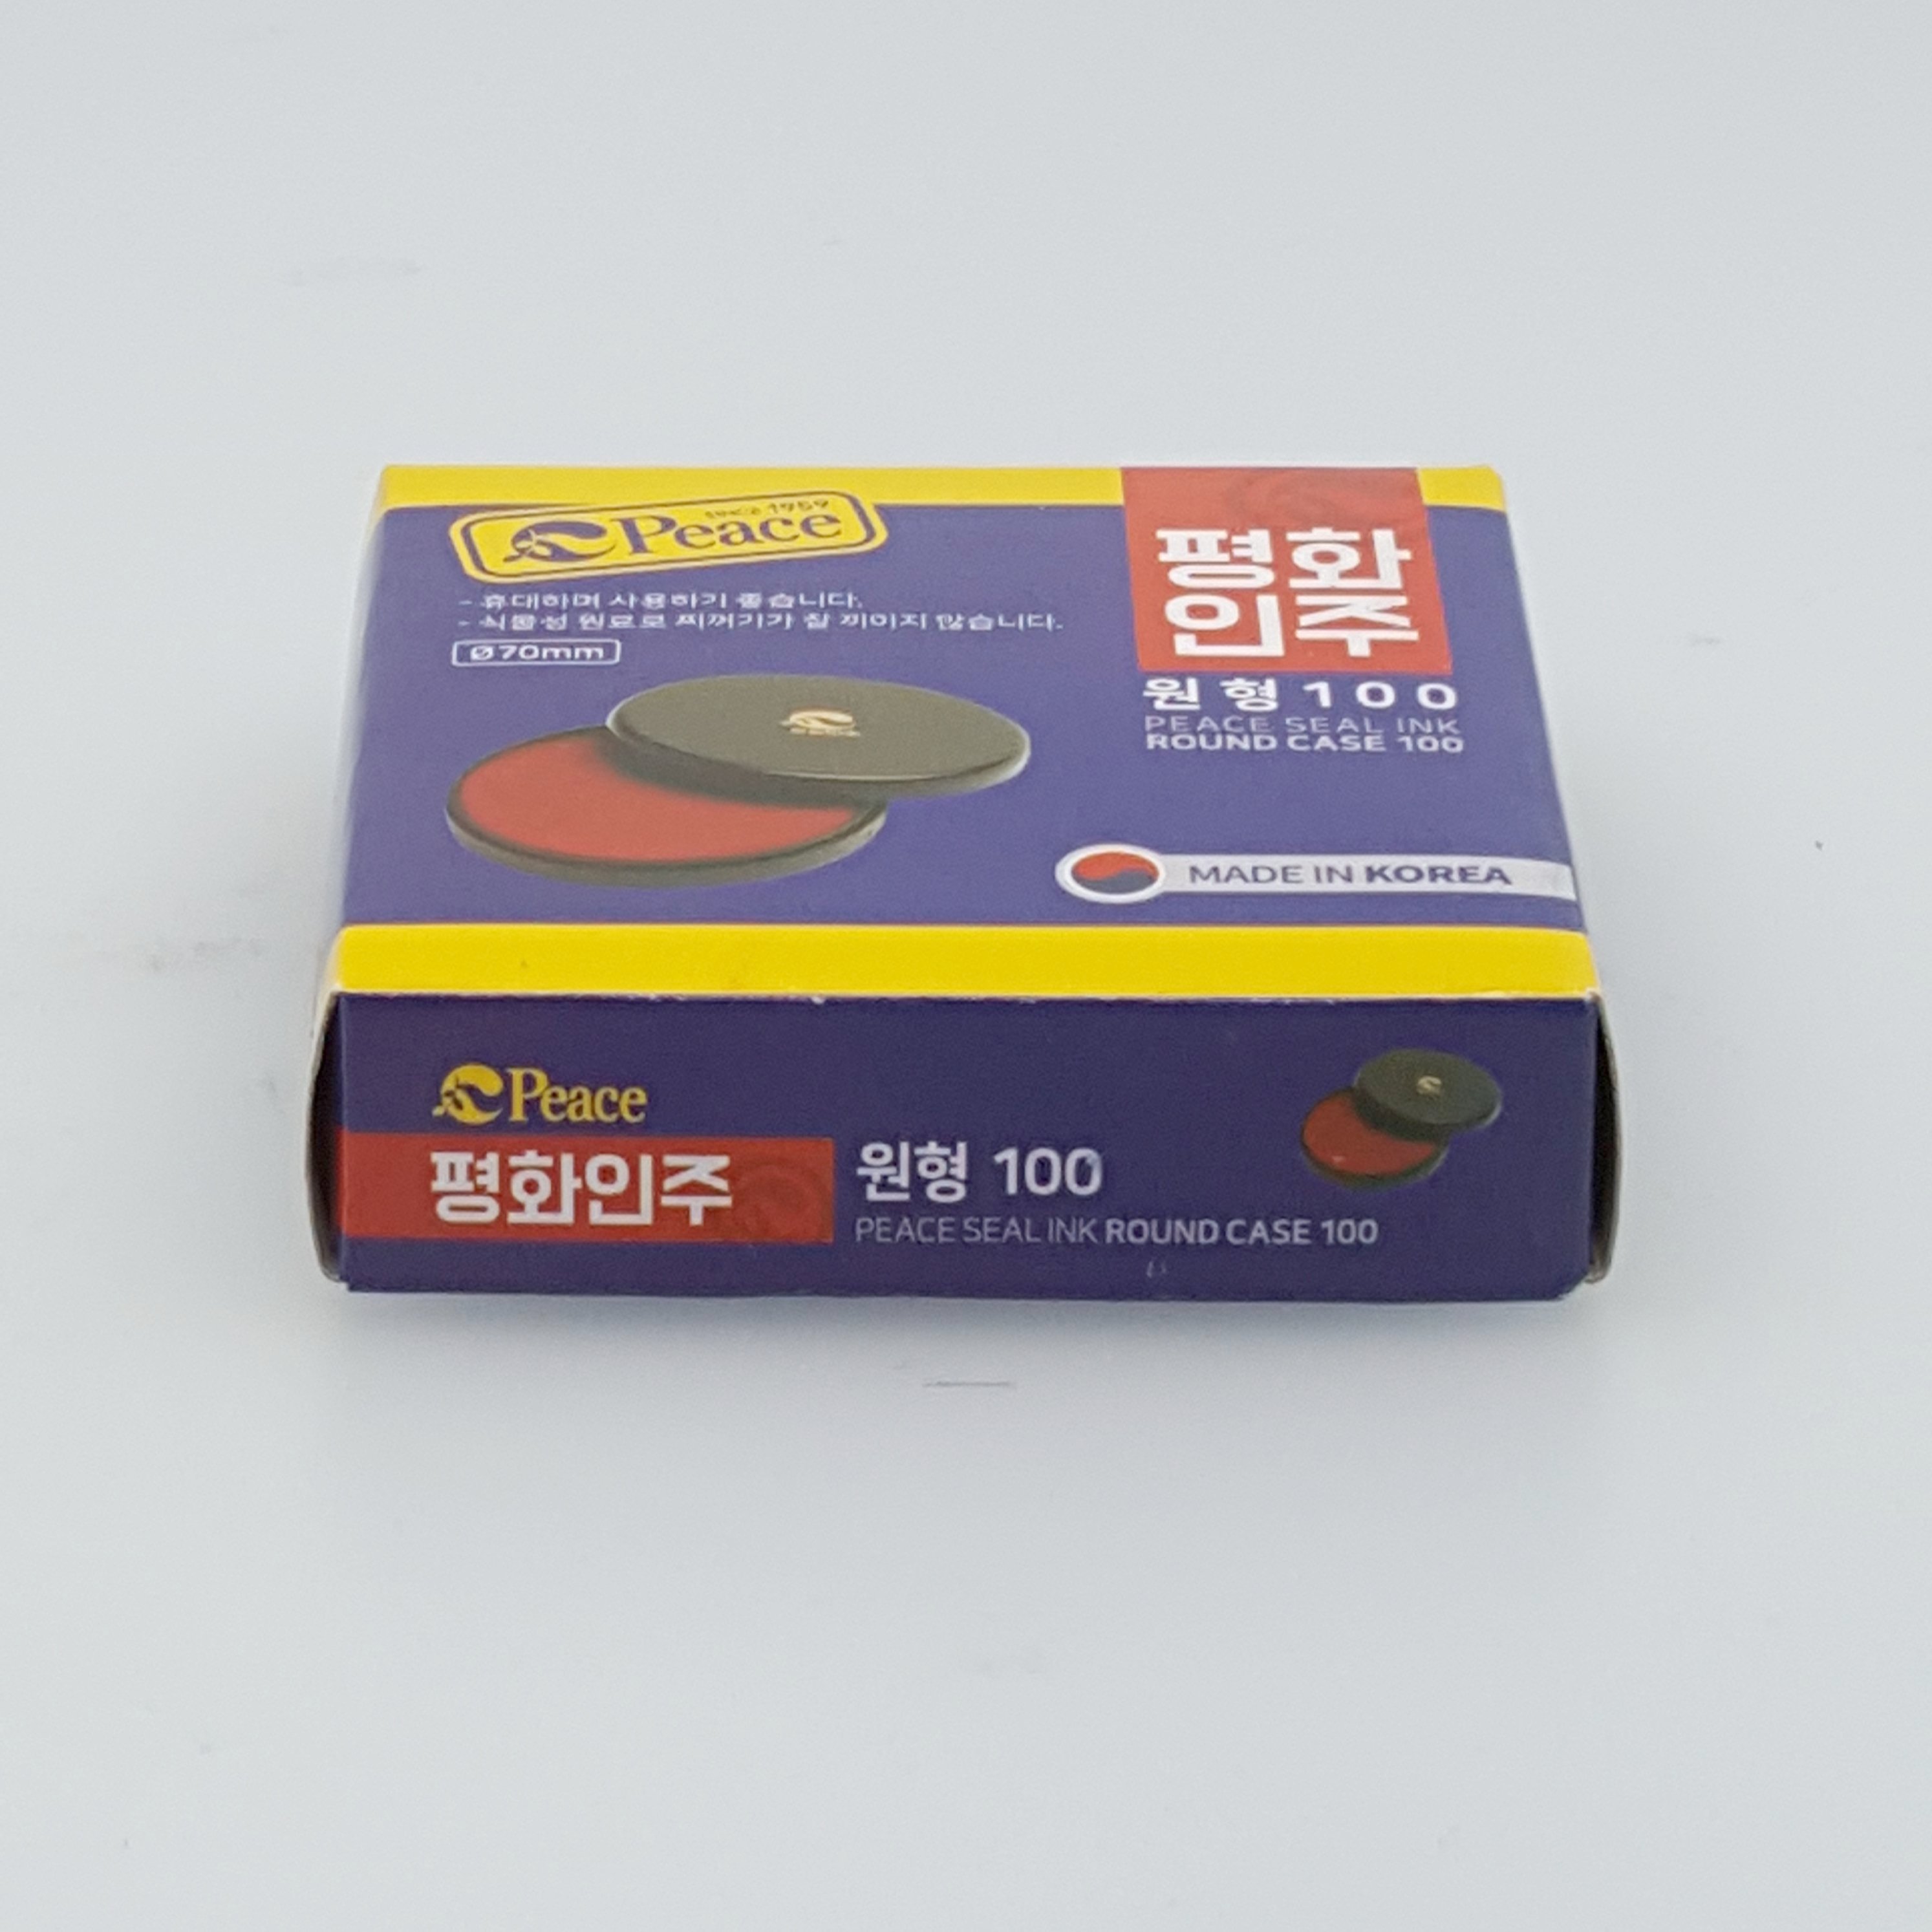 since 1959
Peace
- 휴대하며 사용하기 좋습니다.
- 식물성 원료로 찌꺼기가 잘 끼이지 않습니다.
Ø70mm
평화
인주
원형100
PEACE SEAL INK
ROUND CASE 100
MADE IN KOREA
Peace
평화인주
원형 100
PEACE SEAL INK ROUND CASE 100